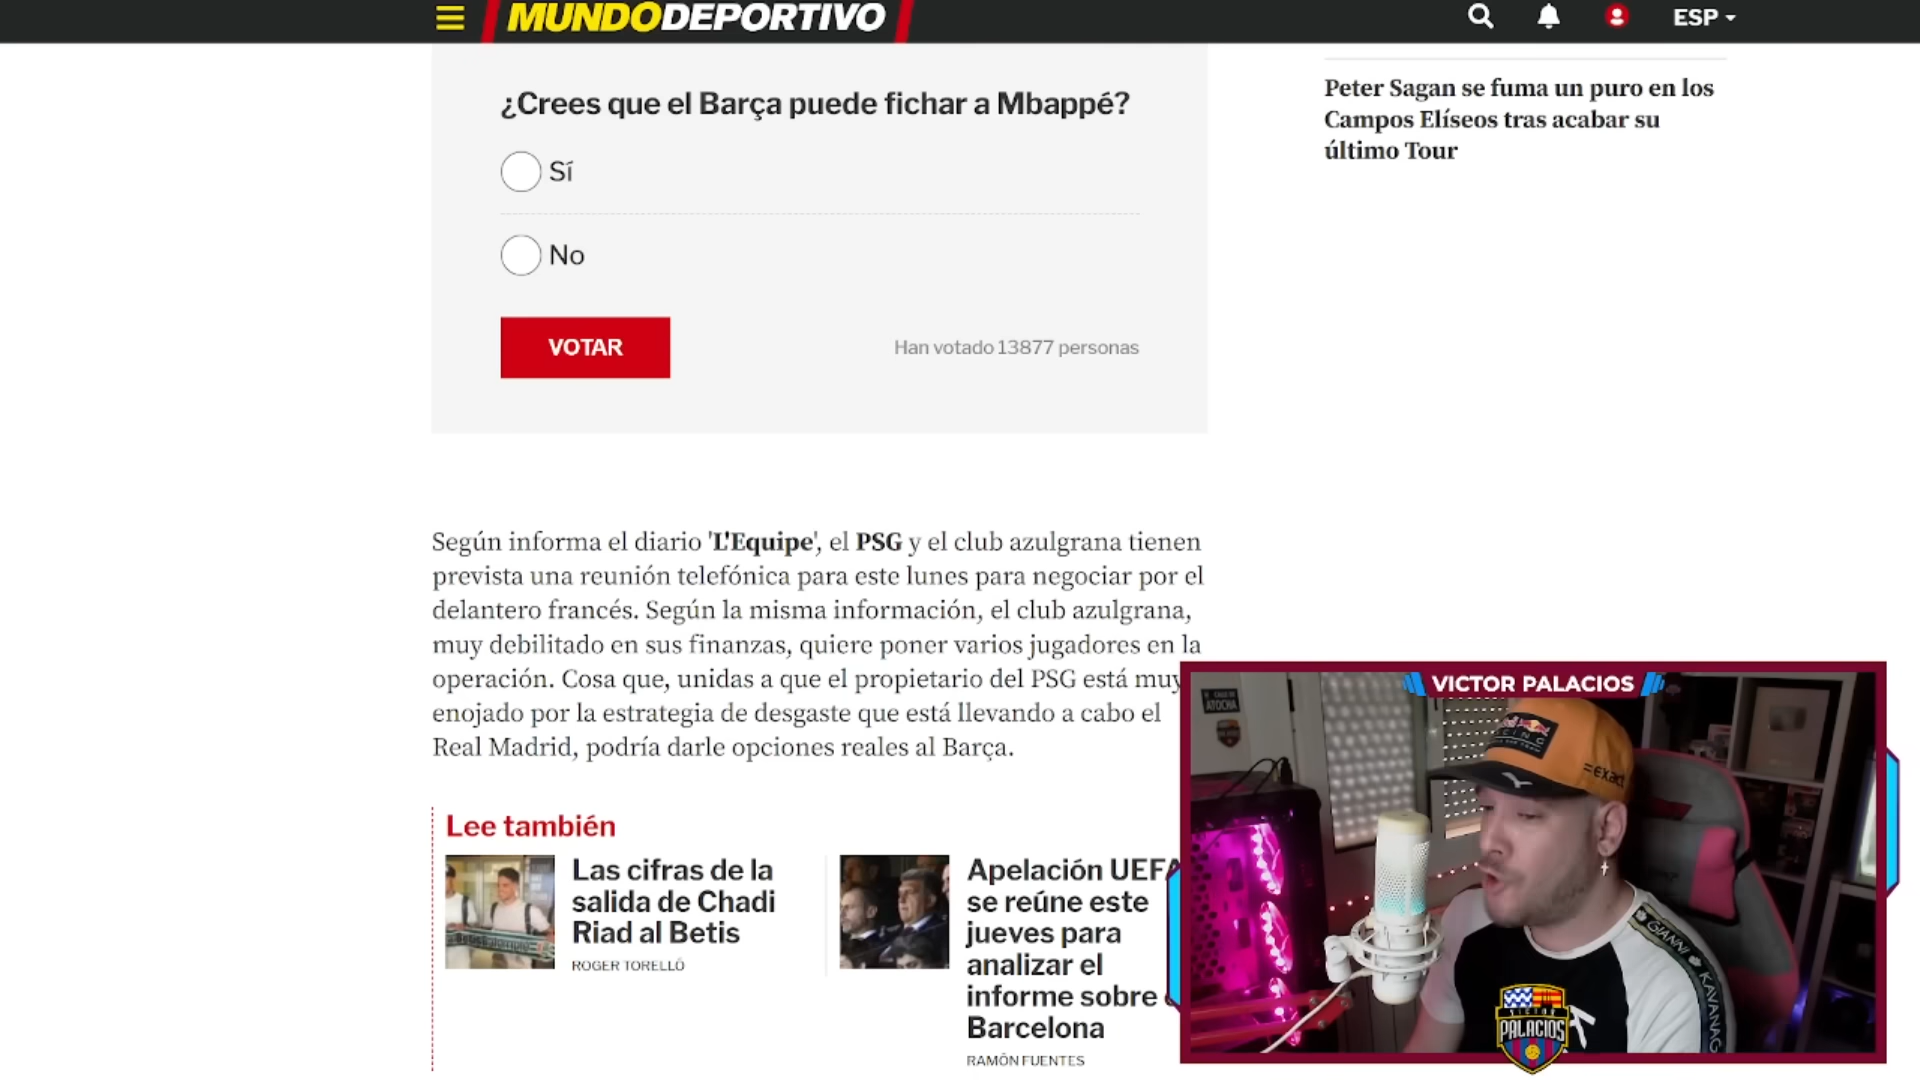 MUNDODEPORTIVO
ESP
¿Crees que el Barça puede fichar a Mbappé?
Sí
No
VOTAR
Han votado 13877 personas
Peter Sagan se fuma un puro en los
Campos Elíseos tras acabar su
último Tour
Según informa el diario 'L'Equipe', el PSG y el club azulgrana tienen
prevista una reunión telefónica para este lunes para negociar por el
delantero francés. Según la misma información, el club azulgrana,
muy debilitado en sus finanzas, quiere poner varios jugadores en la
operación. Cosa que, unidas a que el propietario del PSG está muy
enojado por la estrategia de desgaste que está llevando a cabo el
Real Madrid, podría darle opciones reales al Barça.
Lee también
Las cifras de la
salida de Chadi
Riad al Betis
ROGER TORELLÓ
Apelación UEFA
se reúne este
jueves para
analizar el
informe sobre
Barcelona
RAMÓN FUENTES
VICTOR PALACIOS
ATOCHA
exact
GIANNI
KAVANAG
VICTOR
PALACIOS